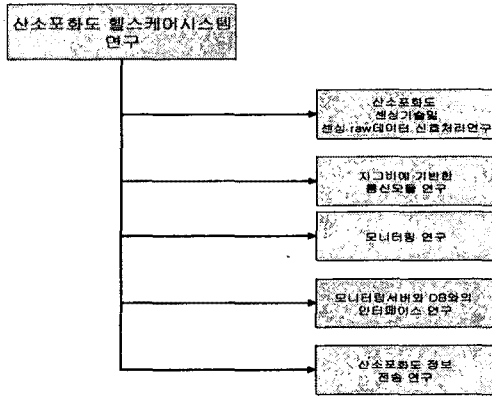 산소포화도 헬스케어시스템
연구
산소포화도
센싱기술및
센싱 raw데이터 신호처리연구
지그비에 기반한
통신모듈 연구
모니터링 연구
모니터링서버와 DB와의
인터페이스 연구
산소포화도 정보
전송 연구